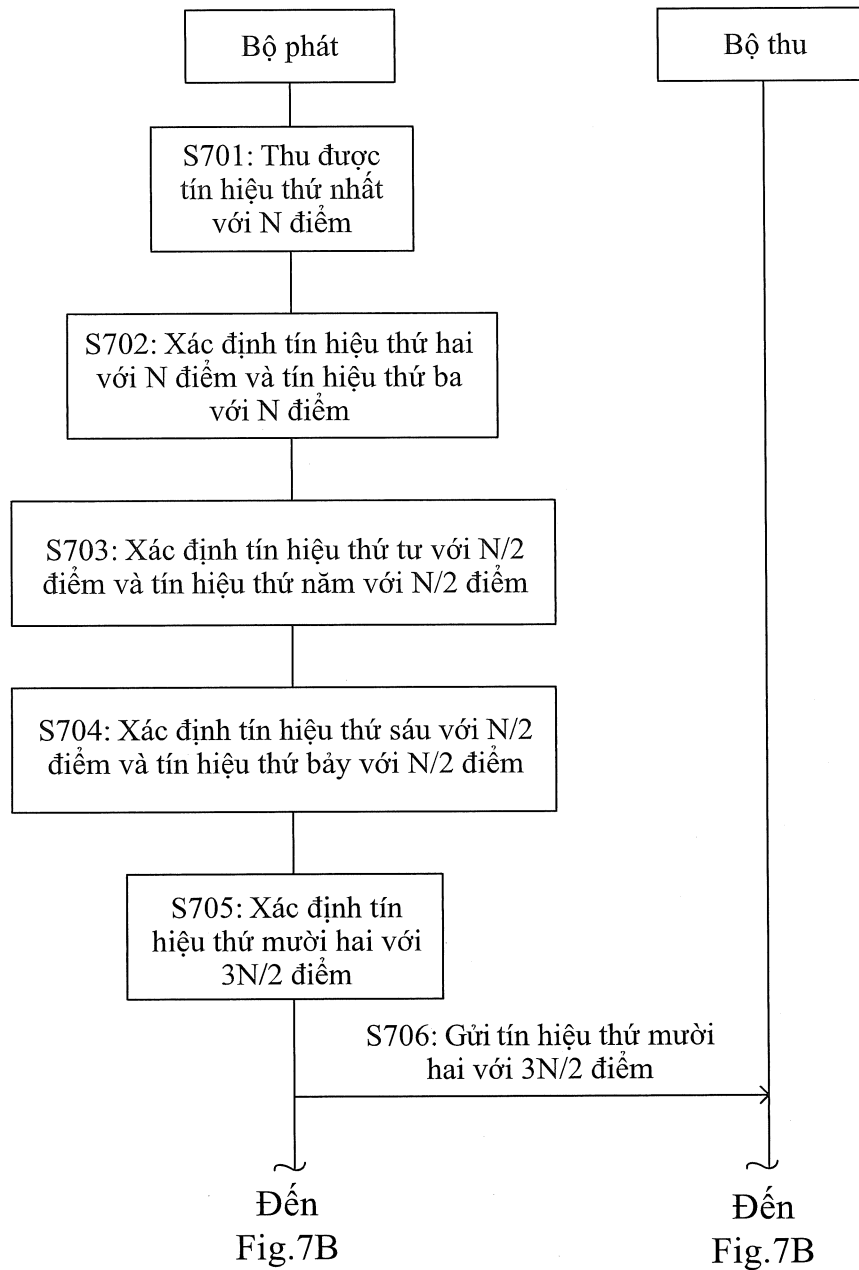 Bộ phát
Bộ thu
S701: Thu được
tín hiệu thứ nhất
với N điểm
S702: Xác định tín hiệu thứ hai
với N điểm và tín hiệu thứ ba
với N điểm
S703: Xác định tín hiệu thứ tư với N/2
điểm và tín hiệu thứ năm với N/2 điểm
S704: Xác định tín hiệu thứ sáu với N/2
điểm và tín hiệu thứ bảy với N/2 điểm
S705: Xác định tín
hiệu thứ mười hai với
3N/2 điểm
S706: Gửi tín hiệu thứ mười
hai với 3N/2 điểm
Đến
Fig.7B
Đến
Fig.7B